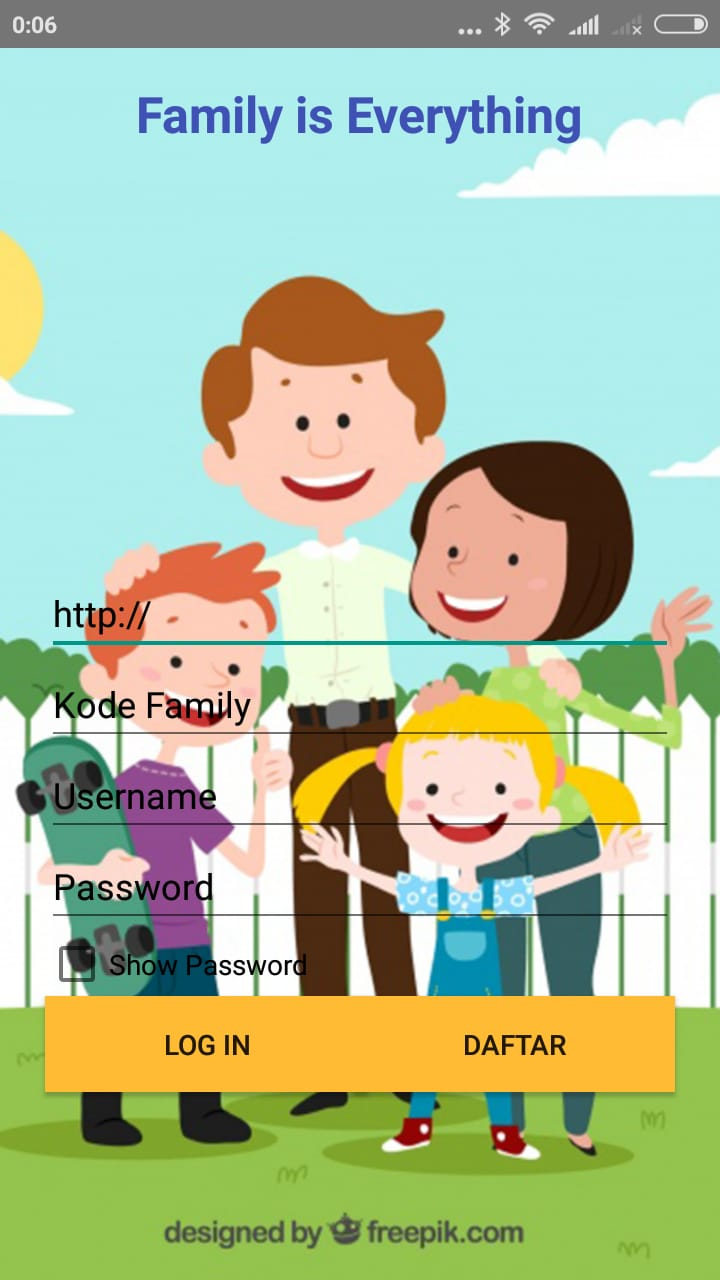 0:06
Family is Everything
http://
Kode Family
Username
Password
Show Password
LOG IN DAFTAR
designed by freepik.com